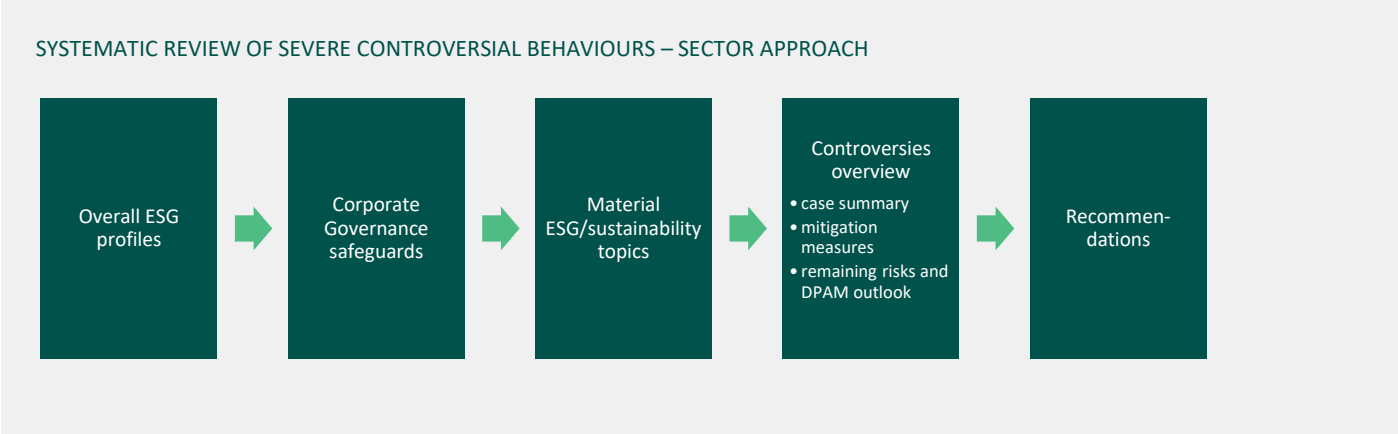 SYSTEMATIC REVIEW OF SEVERE CONTROVERSIAL BEHAVIOURS – SECTOR APPROACH
Overall ESG
profiles
Corporate
Governance
safeguards
Material
ESG/sustainability
topics
Controversies
overview
• case summary
• mitigation
measures
• remaining risks and
DPAM outlook
Recommen-
dations